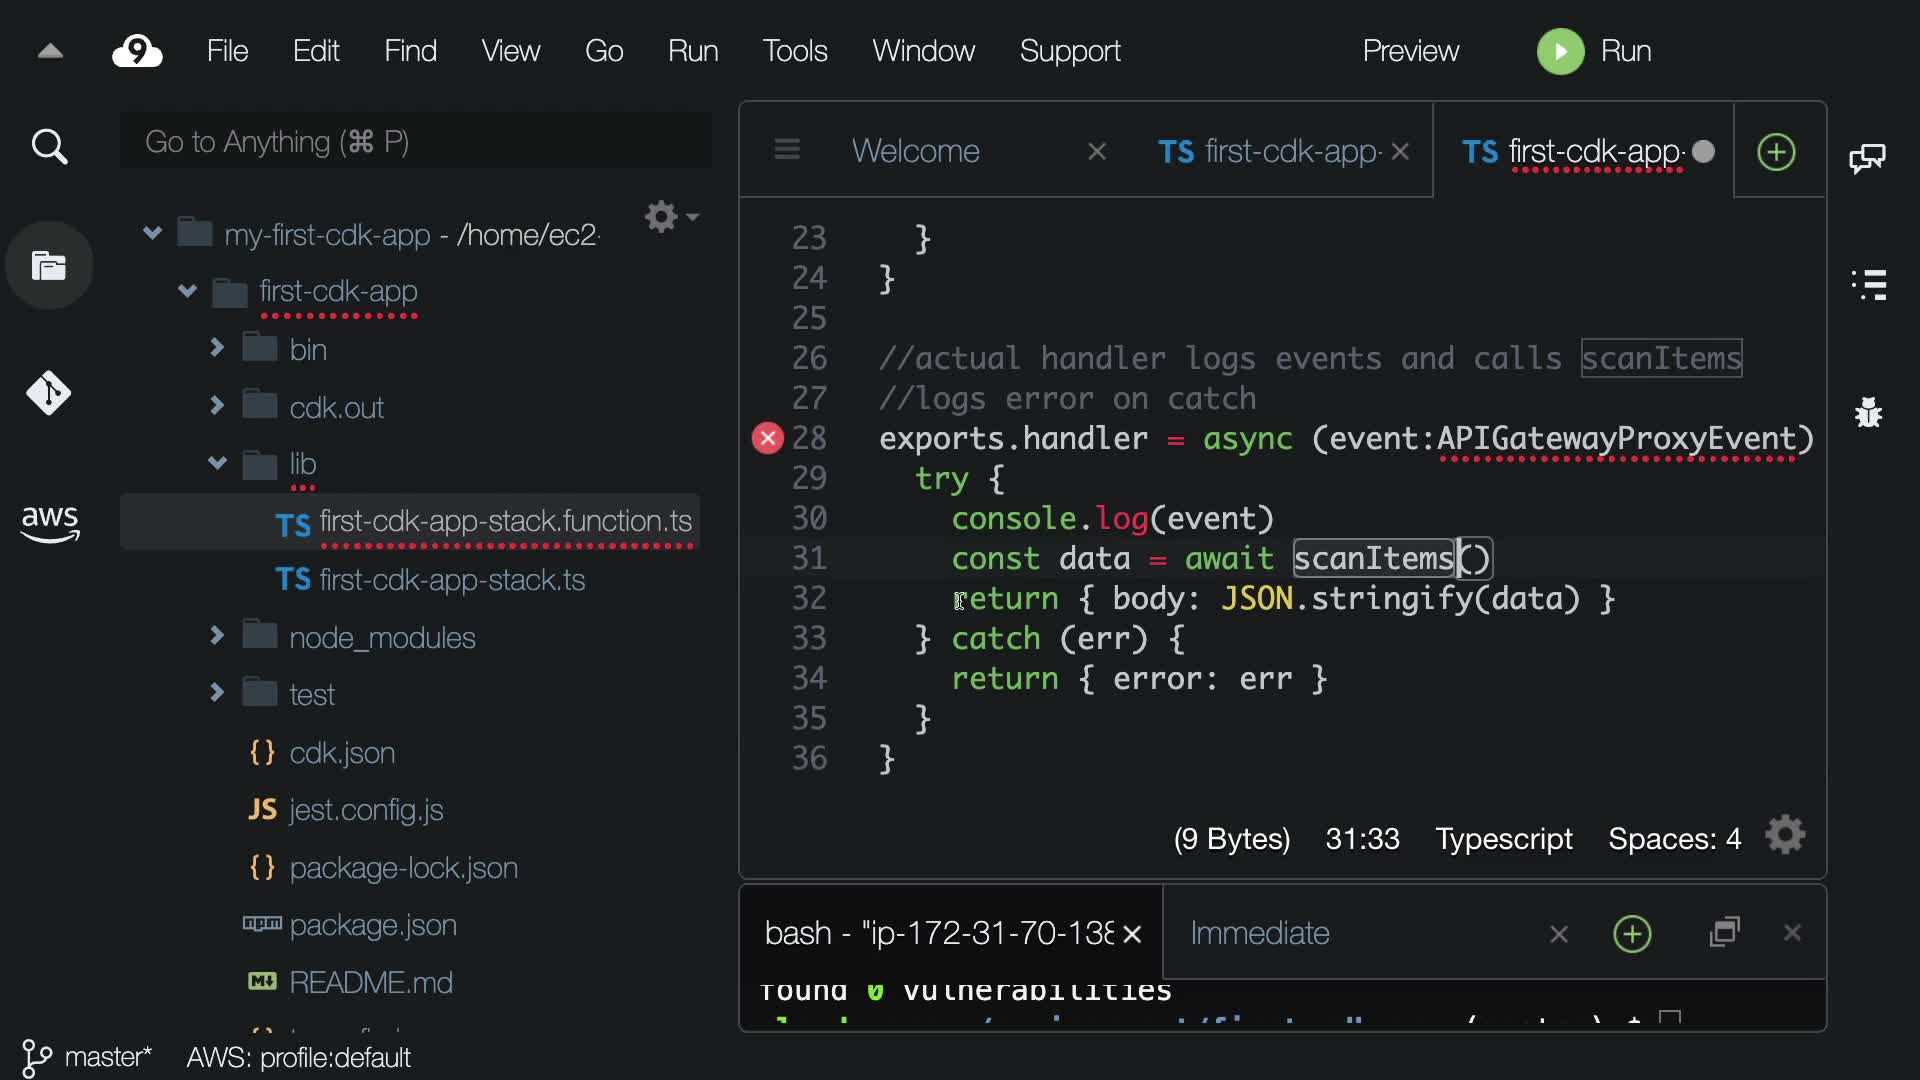 9 File Edit Find View Go Run Tools Window Support Preview Run
Go to Anything (⌘ P)
my-first-cdk-app - /home/ec2-
first-cdk-app
bin
cdk.out
lib
TS first-cdk-app-stack.function.ts
TS first-cdk-app-stack.ts
node_modules
test
{} cdk.json
JS jest.config.js
{} package-lock.json
npm package.json
M↓ README.md
aws
Welcome × TS first-cdk-app- × TS first-cdk-app-
23 }
24 }
25
26 //actual handler logs events and calls scanItems
27 //logs error on catch
28 exports.handler = async (event:APIGatewayProxyEvent)
29 try {
30 console.log(event)
31 const data = await scanItems()
32 return { body: JSON.stringify(data) }
33 } catch (err) {
34 return { error: err }
35 }
36 }
(9 Bytes) 31:33 Typescript Spaces: 4
bash - "ip-172-31-70-138 × Immediate ×
found 0 vulnerabilities
master* AWS: profile:default